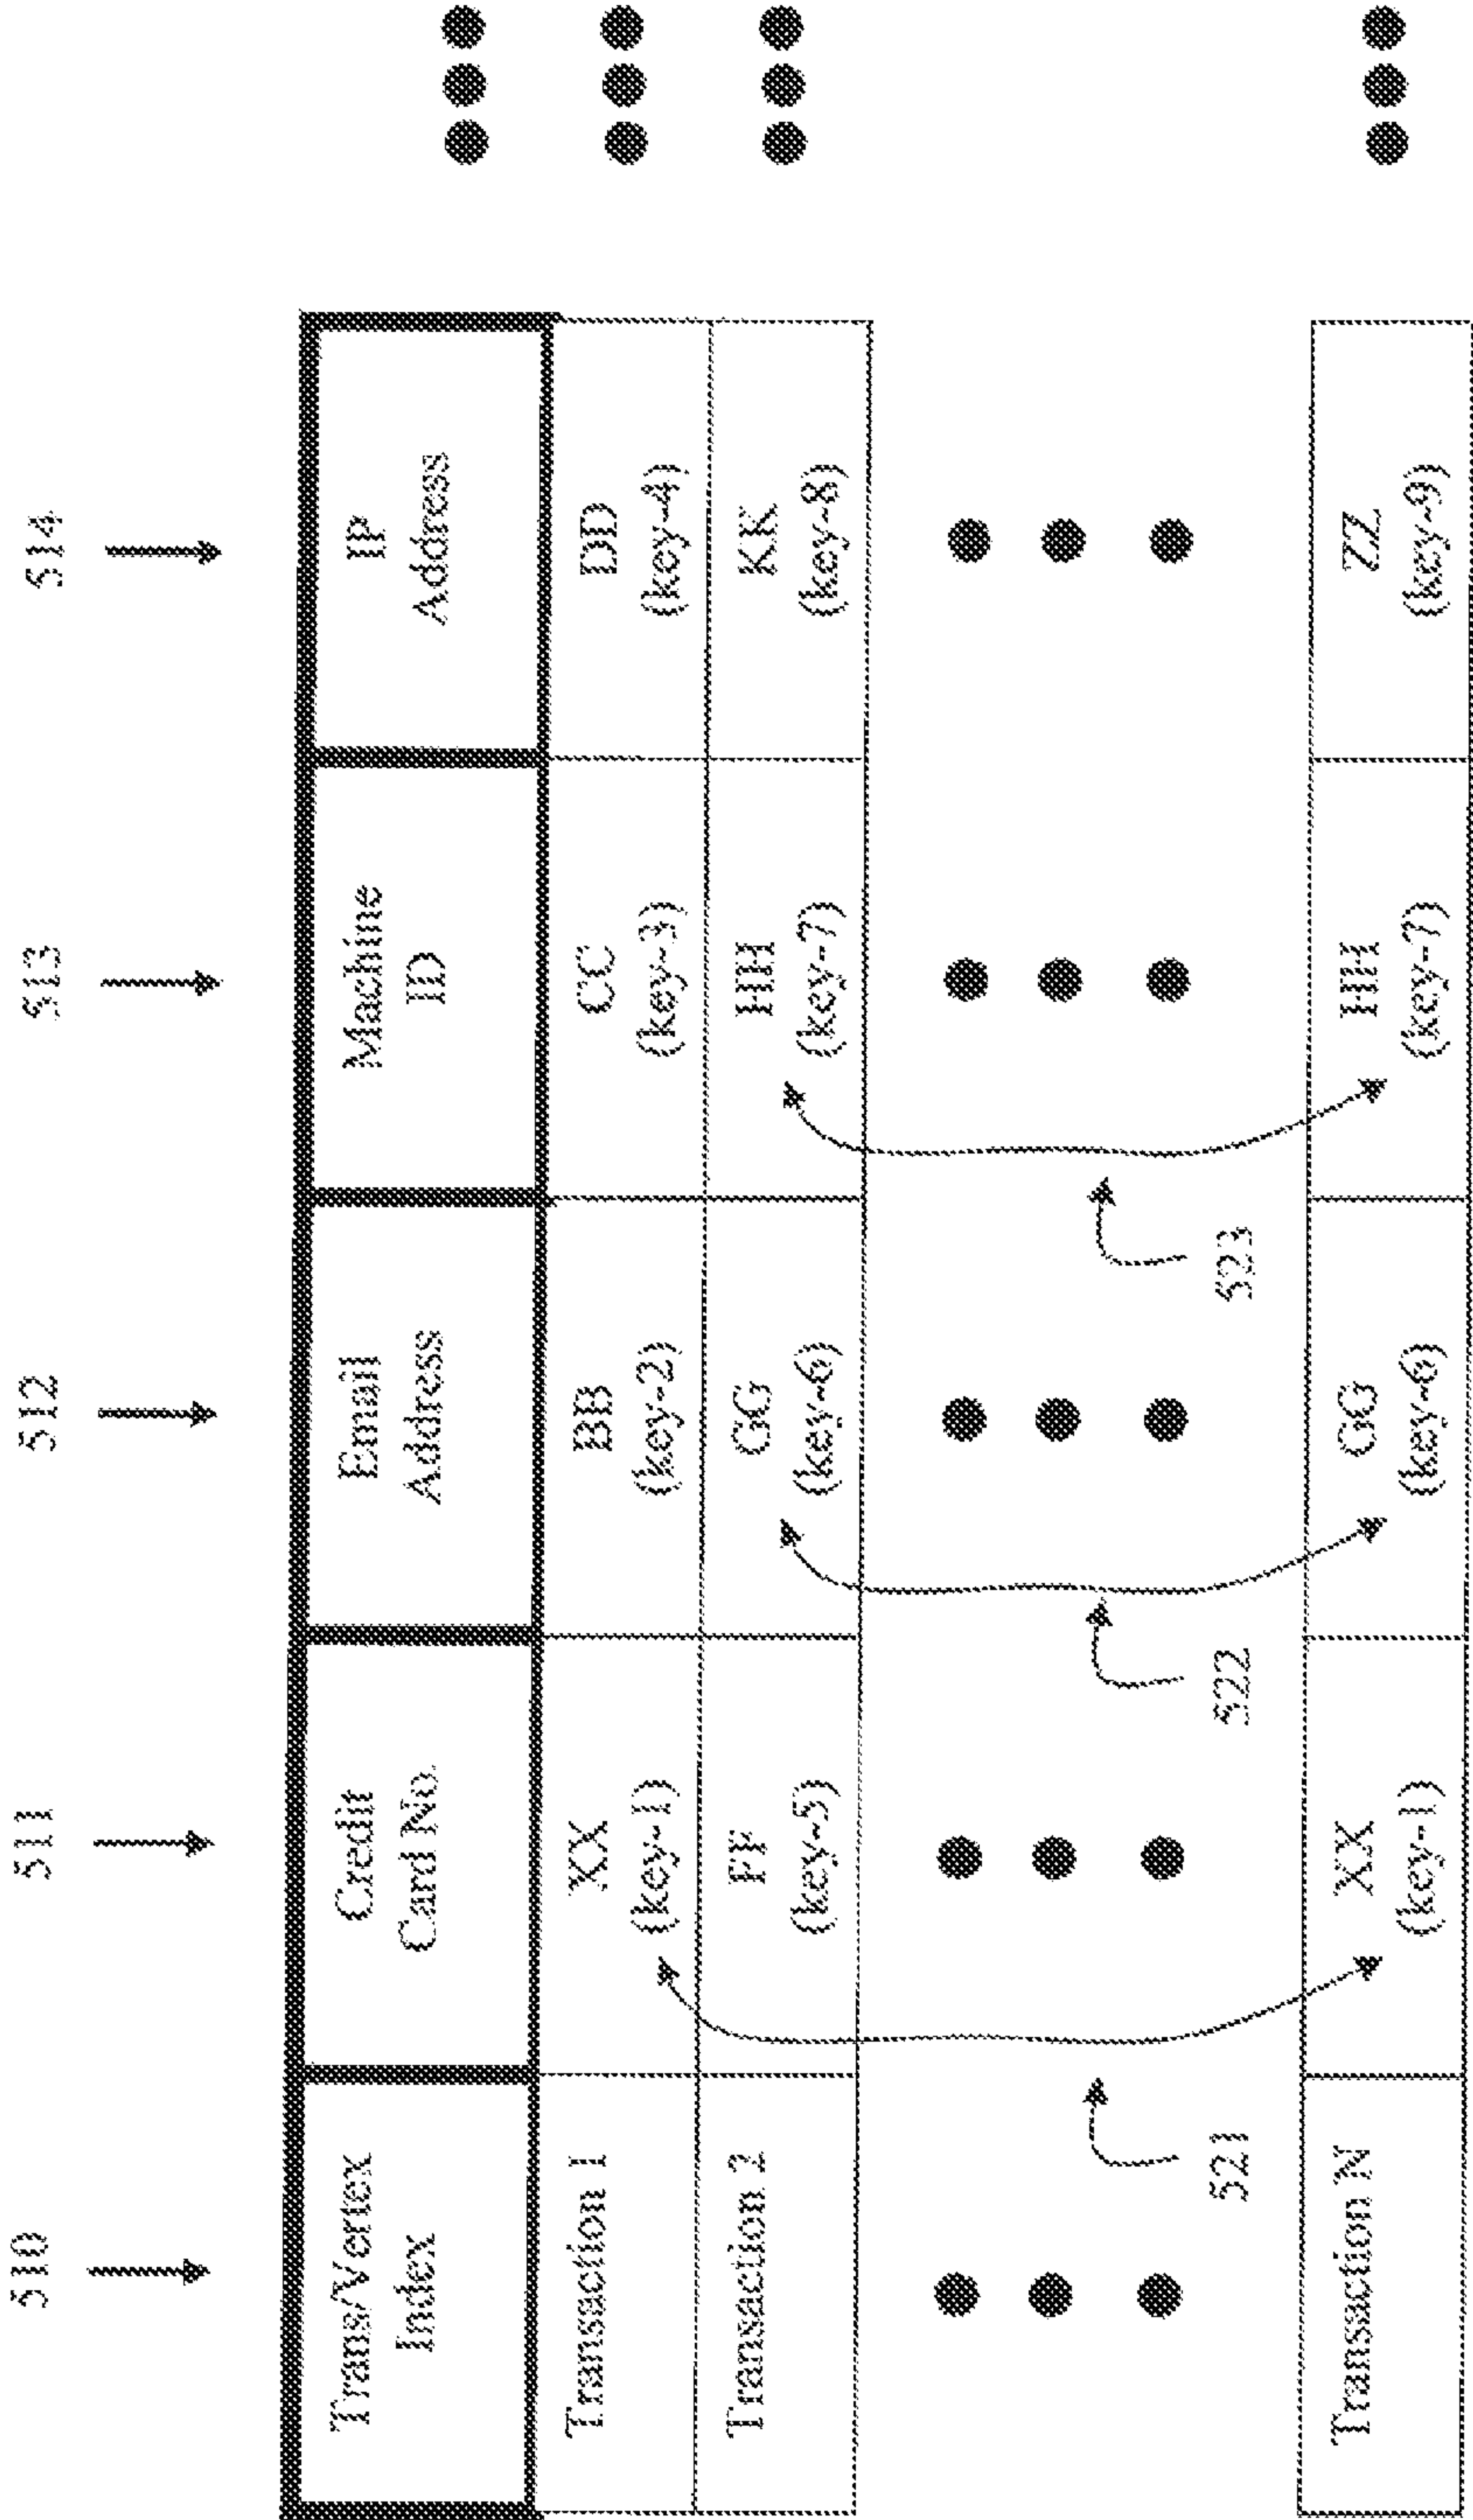 510
511
512
513
514
Trans/Vertex
Index
Credit
Card No.
Email
Address
Machine
ID
IP
Address
Transaction 1
XX
(key-1)
BB
(key-2)
CC
(key-3)
DD
(key-4)
Transaction 2
FF
(key-5)
GG
(key-6)
HH
(key-7)
KK
(key-8)
521
522
523
Transaction N
XX
(key-1)
GG
(key-6)
HH
(key-7)
ZZ
(key-9)